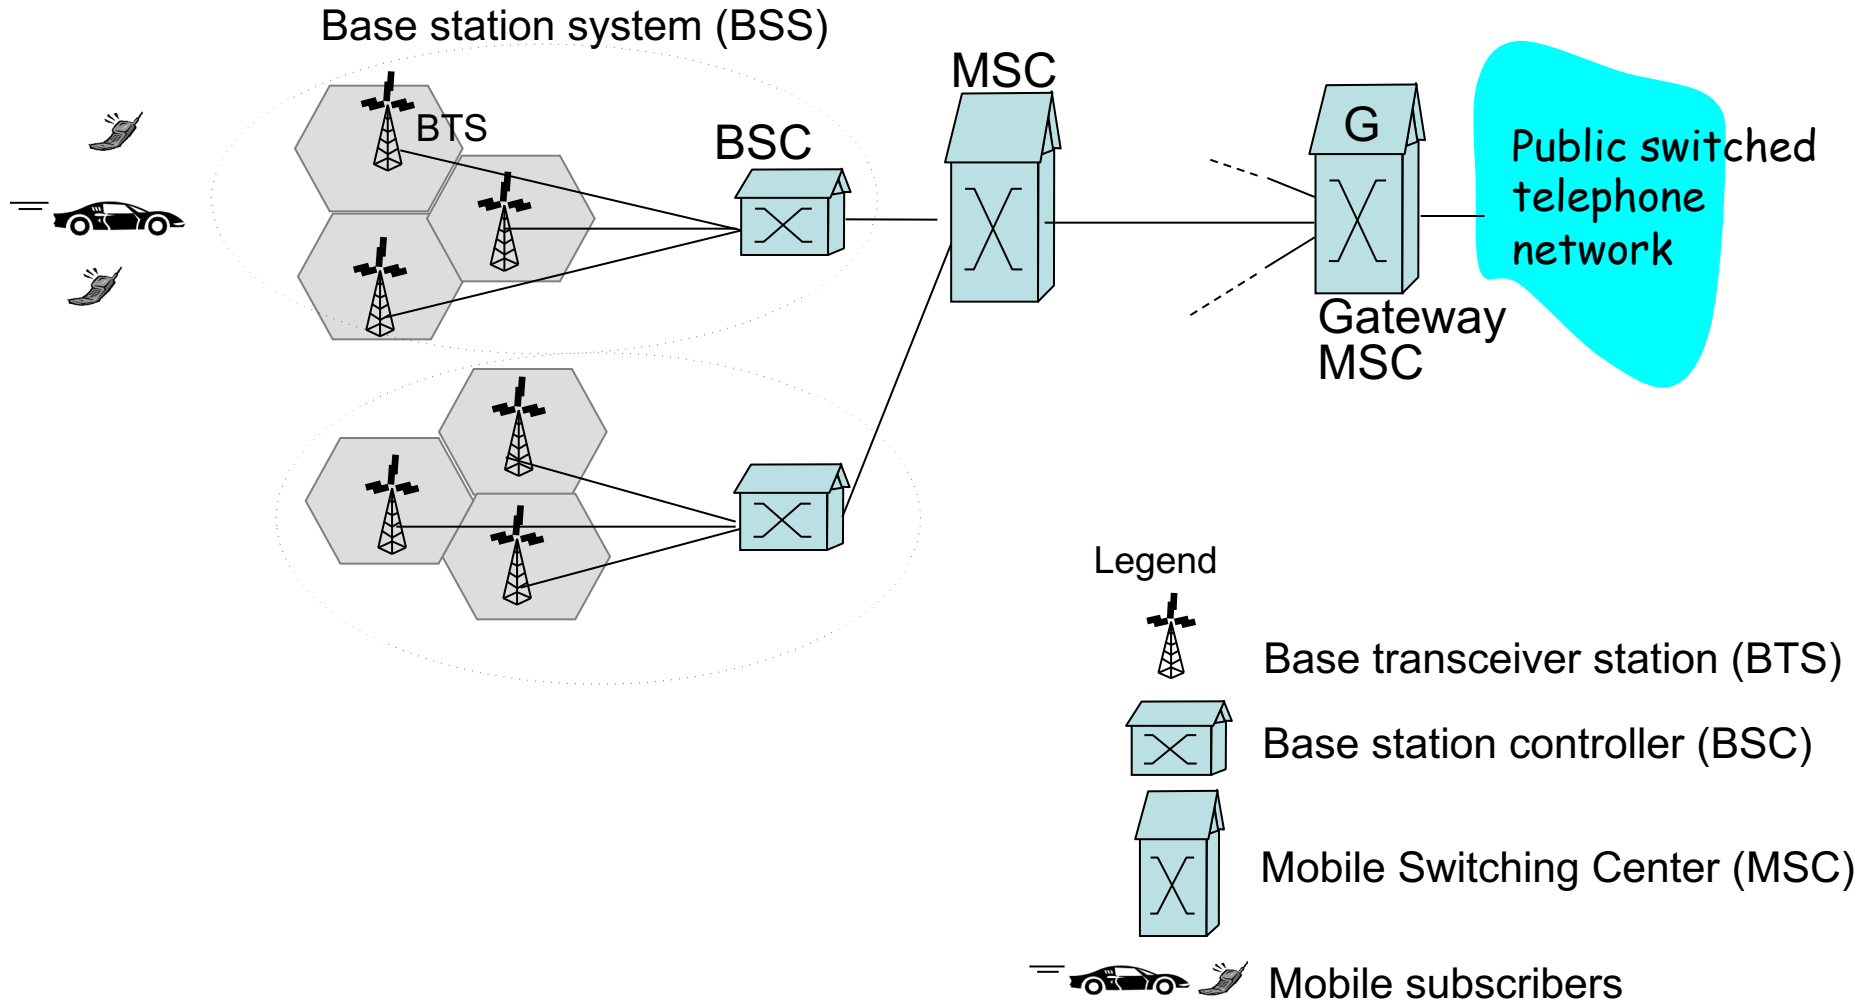 Base station system (BSS)
BTS
BSC
MSC
G
Gateway
MSC
Public switched
telephone
network
Legend
Base transceiver station (BTS)
Base station controller (BSC)
Mobile Switching Center (MSC)
Mobile subscribers